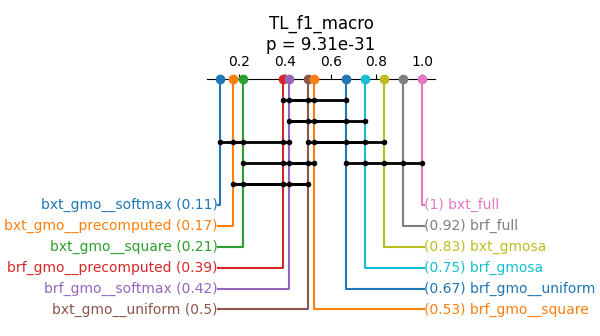 TL_f1_macro
p = 9.31e-31
0.2 0.4 0.6 0.8 1.0
bxt_gmo__softmax (0.11) (1) bxt_full
bxt_gmo__precomputed (0.17) (0.92) brf_full
bxt_gmo__square (0.21) (0.83) bxt_gmosa
brf_gmo__precomputed (0.39) (0.75) brf_gmosa
brf_gmo__softmax (0.42) (0.67) brf_gmo__uniform
bxt_gmo__uniform (0.5) (0.53) brf_gmo__square